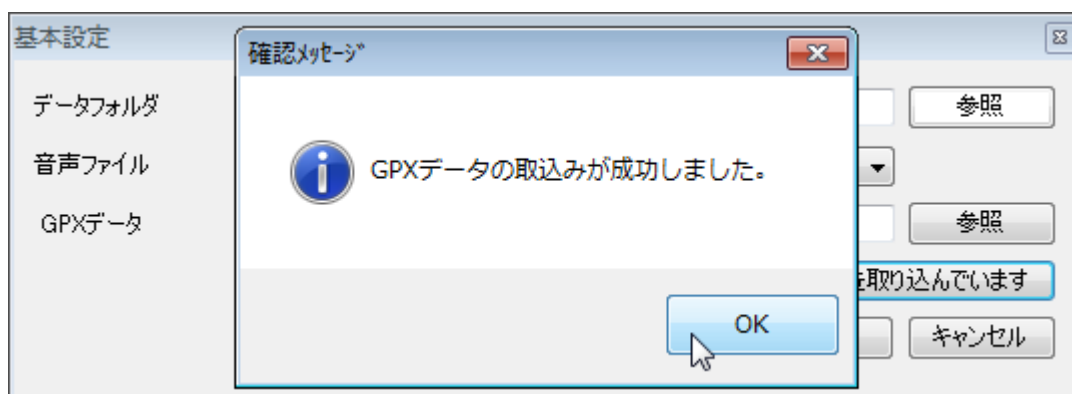 基本設定
確認ﾒｯｾｰｼﾞ
データフォルダ
参照
音声ファイル
GPXデータの取込みが成功しました。
GPXデータ
参照
を取り込んでいます
OK
キャンセル